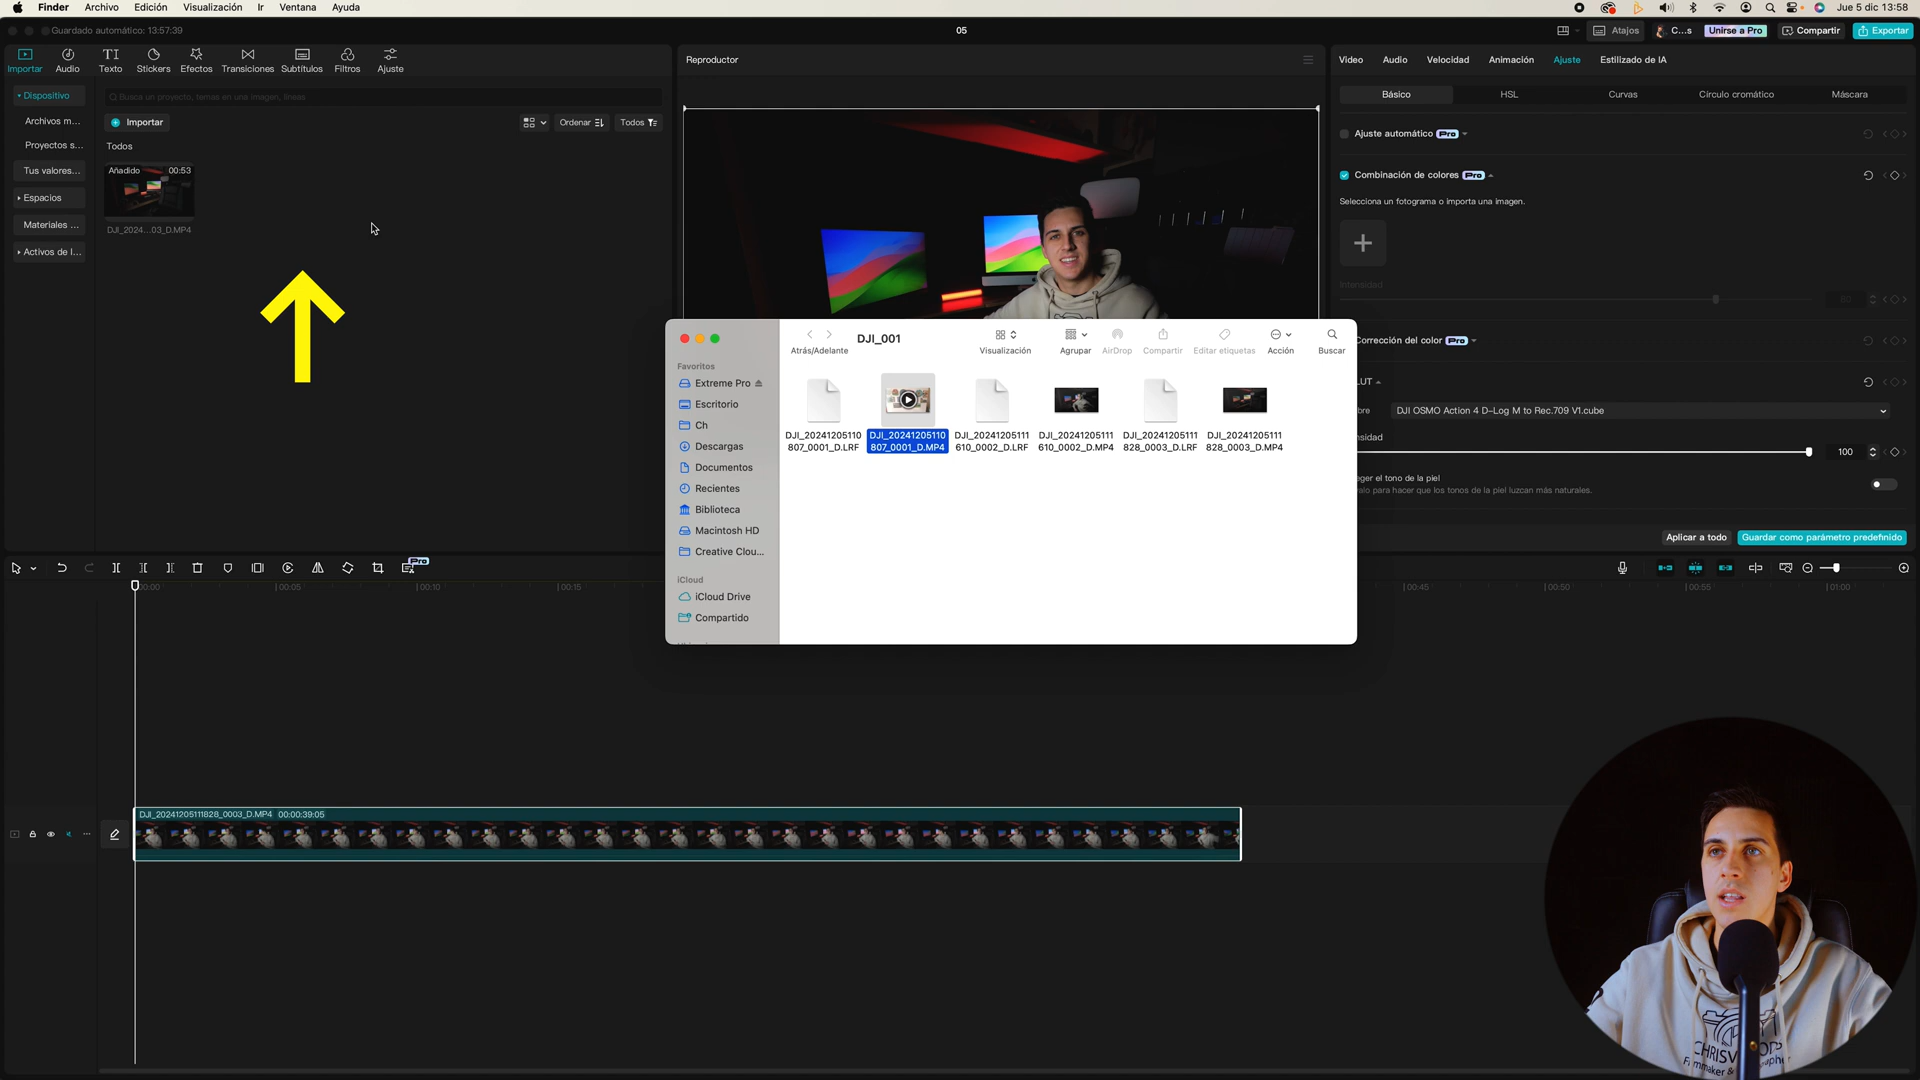 Finder Archivo Edición Visualización Ir Ventana Ayuda
Jue 5 dic 13:58
Guardado automático: 13:57:39
05
Atajos
C...s
Unirse a Pro
Compartir
Exportar
Importar Audio Texto Stickers Efectos Transiciones Subtítulos Filtros Ajuste
Dispositivo
Archivos m...
Proyectos s...
Tus valores...
Espacios
Materiales ...
Activos de l...
Busca un proyecto, temas en una imagen, líneas
Importar
Ordenar
Todos
Todos
Añadido 00:53
DJI_2024...03_D.MP4
Reproductor
Video Audio Velocidad Animación Ajuste Estilizado de IA
Básico HSL Curvas Círculo cromático Máscara
Ajuste automático Pro
Combinación de colores Pro
Selecciona un fotograma o importa una imagen.
Intensidad
80
Corrección del color Pro
LUT
bre
DJI OSMO Action 4 D-Log M to Rec.709 V1.cube
nsidad
100
eger el tono de la piel
alo para hacer que los tonos de la piel luzcan más naturales.
Aplicar a todo
Guardar como parámetro predefinido
DJI_001
Atrás/Adelante
Visualización
Agrupar
AirDrop
Compartir
Editar etiquetas
Acción
Buscar
Favoritos
Extreme Pro
Escritorio
Ch
Descargas
Documentos
Recientes
Biblioteca
Macintosh HD
Creative Clou...
iCloud
iCloud Drive
Compartido
DJI_20241205110
807_0001_D.LRF
DJI_20241205110
807_0001_D.MP4
DJI_20241205111
610_0002_D.LRF
DJI_20241205111
610_0002_D.MP4
DJI_20241205111
828_0003_D.LRF
DJI_20241205111
828_0003_D.MP4
Pro
00:00
00:05
00:10
00:15
00:45
00:50
00:55
01:00
DJI_20241205111828_0003_D.MP4 00:00:39:05